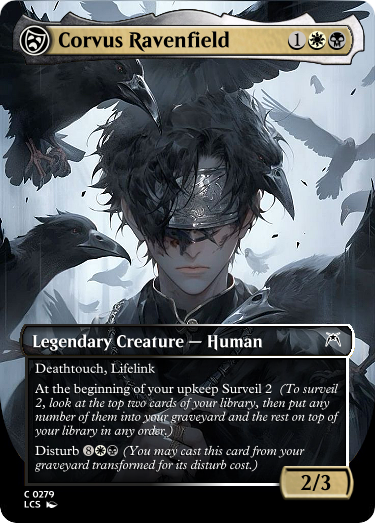 Corvus Ravenfield 1
Legendary Creature — Human
Deathtouch, Lifelink
At the beginning of your upkeep Surveil 2 (To surveil
2, look at the top two cards of your library, then put any
number of them into your graveyard and the rest on top of
your library in any order.)
Disturb 8 (You may cast this card from your
graveyard transformed for its disturb cost.)
2/3
C 0279
LCS